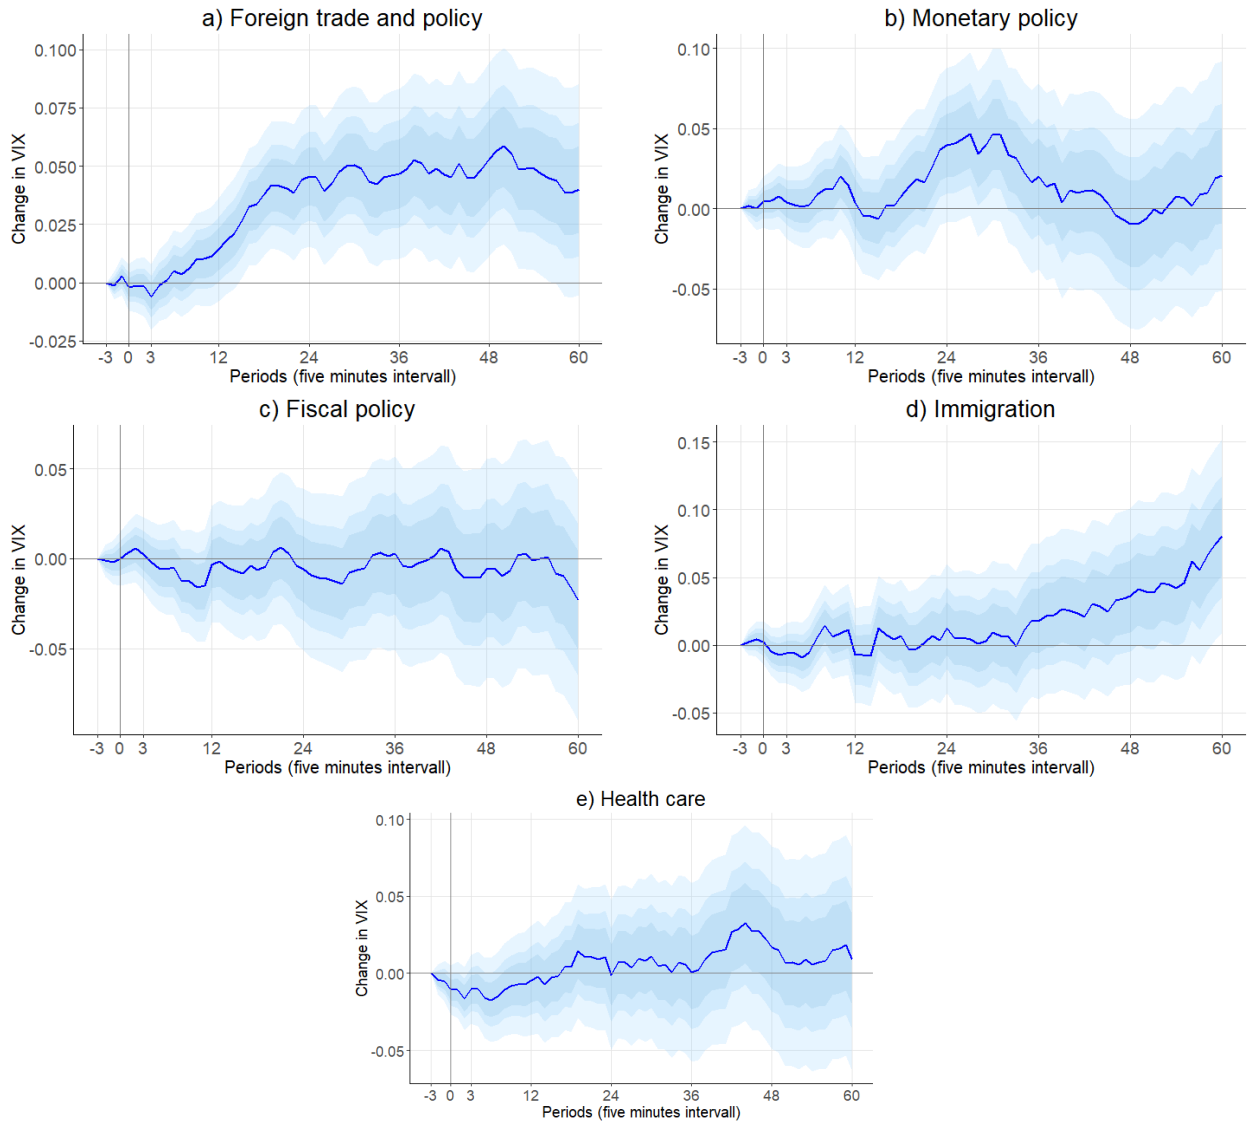 a) Foreign trade and policy
Change in VIX
0.100
0.075
0.050
0.025
0.000
-0.025
-3 0 3 12 24 36 48 60
Periods (five minutes intervall)
b) Monetary policy
Change in VIX
0.10
0.05
0.00
-0.05
-3 0 3 12 24 36 48 60
Periods (five minutes intervall)
c) Fiscal policy
Change in VIX
0.05
0.00
-0.05
-3 0 3 12 24 36 48 60
Periods (five minutes intervall)
d) Immigration
Change in VIX
0.15
0.10
0.05
0.00
-0.05
-3 0 3 12 24 36 48 60
Periods (five minutes intervall)
e) Health care
Change in VIX
0.10
0.05
0.00
-0.05
-3 0 3 12 24 36 48 60
Periods (five minutes intervall)